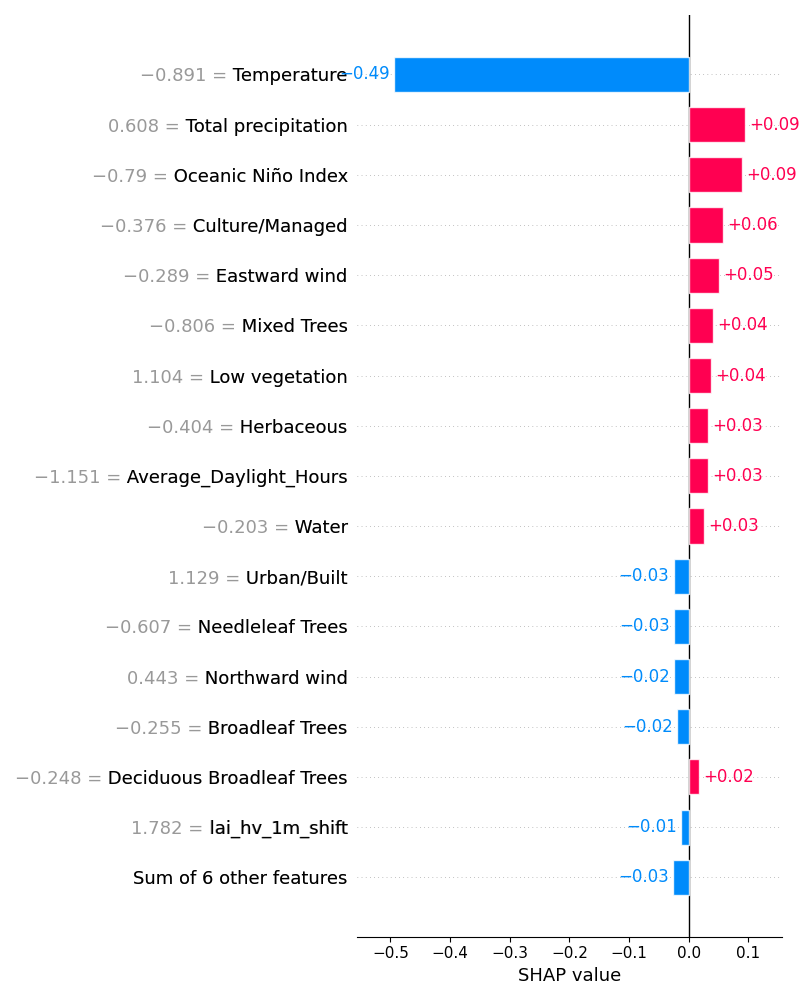 −0.891 = Temperature −0.49
0.608 = Total precipitation +0.09
−0.79 = Oceanic Niño Index +0.09
−0.376 = Culture/Managed +0.06
−0.289 = Eastward wind +0.05
−0.806 = Mixed Trees +0.04
1.104 = Low vegetation +0.04
−0.404 = Herbaceous +0.03
−1.151 = Average_Daylight_Hours +0.03
−0.203 = Water +0.03
1.129 = Urban/Built −0.03
−0.607 = Needleleaf Trees −0.03
0.443 = Northward wind −0.02
−0.255 = Broadleaf Trees −0.02
−0.248 = Deciduous Broadleaf Trees +0.02
1.782 = lai_hv_1m_shift −0.01
Sum of 6 other features −0.03
−0.5 −0.4 −0.3 −0.2 −0.1 0.0 0.1
SHAP value